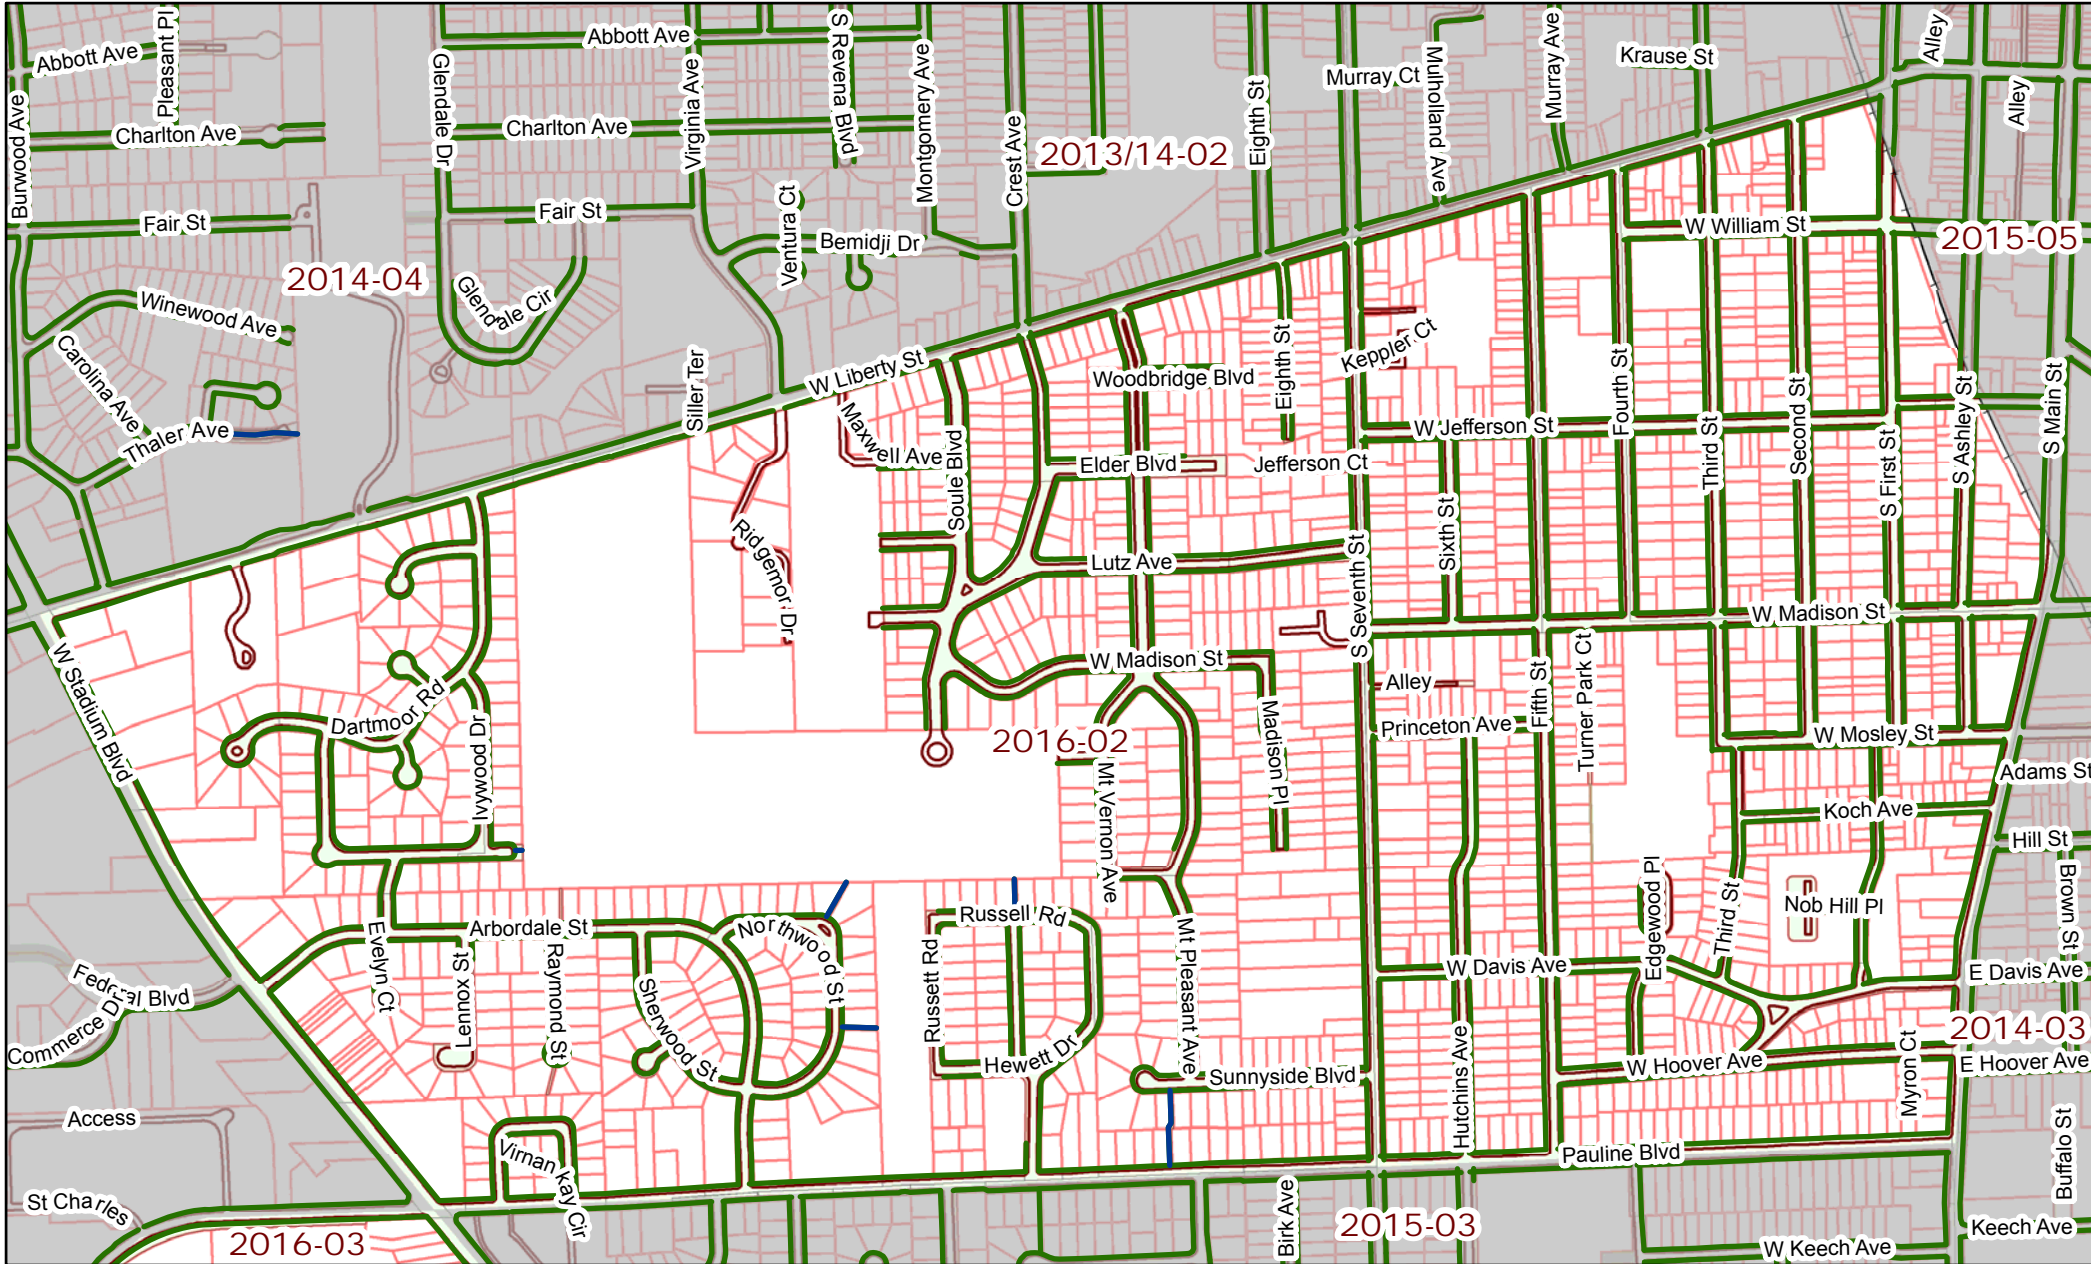 Abbott Ave
Pleasant Pl
Burwood Ave
Charlton Ave
Fair St
Glendale Dr
Abbott Ave
Virginia Ave
S Revena Blvd
Montgomery Ave
Charlton Ave
Fair St
Crest Ave
2013/14-02
Eighth St
Murray Ct
Mulholland Ave
Murray Ave
Krause St
Alley
Alley
Ventura Ct
Bemidji Dr
2014-04
Glendale Cir
Winewood Ave
Carolina Ave
Thaler Ave
Siller Ter
W Liberty St
Maxwell Ave
Soule Blvd
Woodbridge Blvd
Eighth St
Keppler Ct
W William St
2015-05
Fourth St
W Jefferson St
Third St
Second St
S First St
S Ashley St
S Main St
Elder Blvd
Jefferson Ct
Sixth St
Ridgemor Dr
Lutz Ave
S Seventh St
W Madison St
W Madison St
W Stadium Blvd
Dartmoor Rd
Ivywood Dr
2016-02
Mt Vernon Ave
Madison Pl
Alley
Princeton Ave
Fifth St
Turner Park Ct
W Mosley St
Adams St
Koch Ave
Hill St
Brown St
Edgewood Pl
Third St
Nob Hill Pl
Evelyn Ct
Arbordale St
Lennox St
Raymond St
Sherwood St
Northwood St
Russell Rd
Russett Rd
Hewett Dr
Mt Pleasant Ave
Sunnyside Blvd
W Davis Ave
E Davis Ave
Hutchins Ave
W Hoover Ave
Myron Ct
2014-03
E Hoover Ave
Federal Blvd
Commerce Dr
Access
St Charles
Virnankay Cir
Pauline Blvd
Buffalo St
2016-03
Birk Ave
2015-03
W Keech Ave
Keech Ave